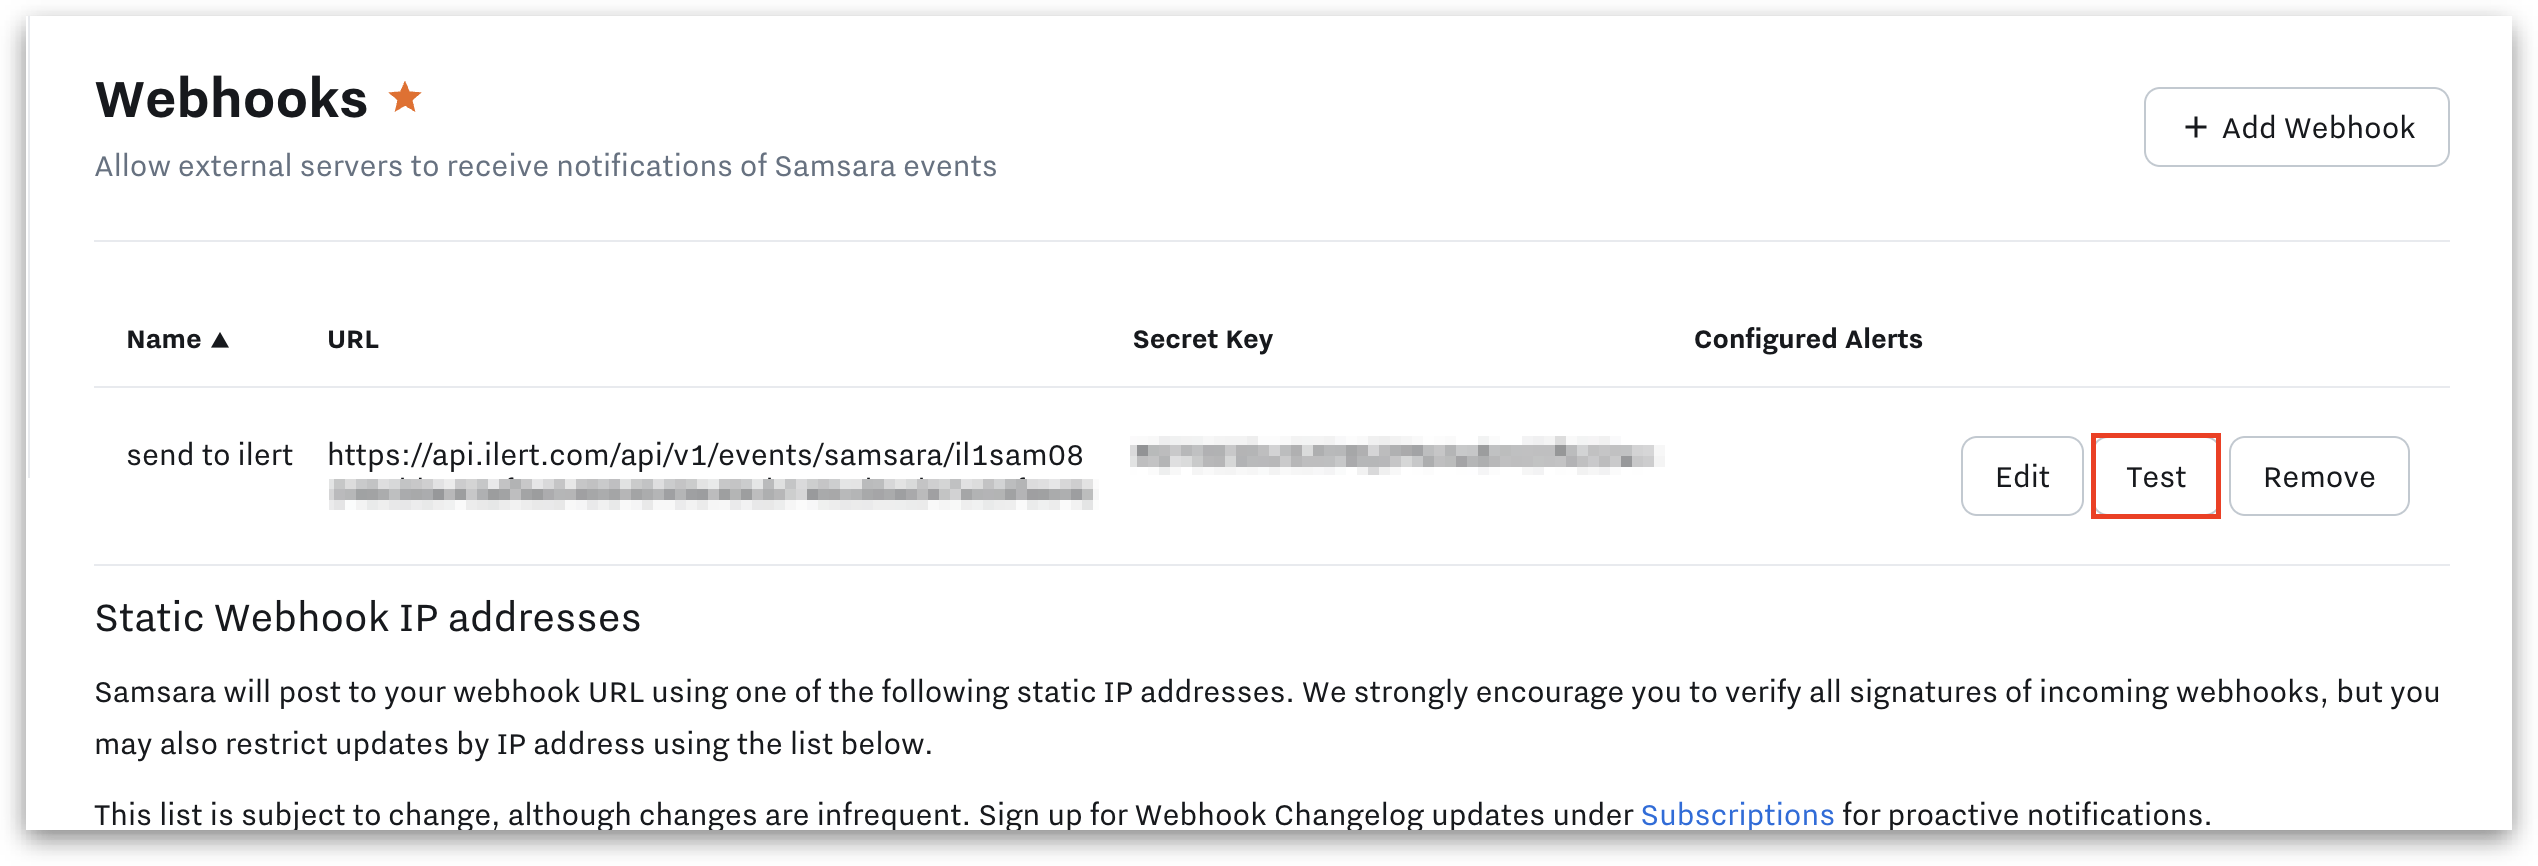 Webhooks
Allow external servers to receive notifications of Samsara events
+ Add Webhook
Name ▲ URL Secret Key Configured Alerts
send to ilert https://api.ilert.com/api/v1/events/samsara/il1sam08
Edit Test Remove
Static Webhook IP addresses
Samsara will post to your webhook URL using one of the following static IP addresses. We strongly encourage you to verify all signatures of incoming webhooks, but you
may also restrict updates by IP address using the list below.
This list is subject to change, although changes are infrequent. Sign up for Webhook Changelog updates under Subscriptions for proactive notifications.